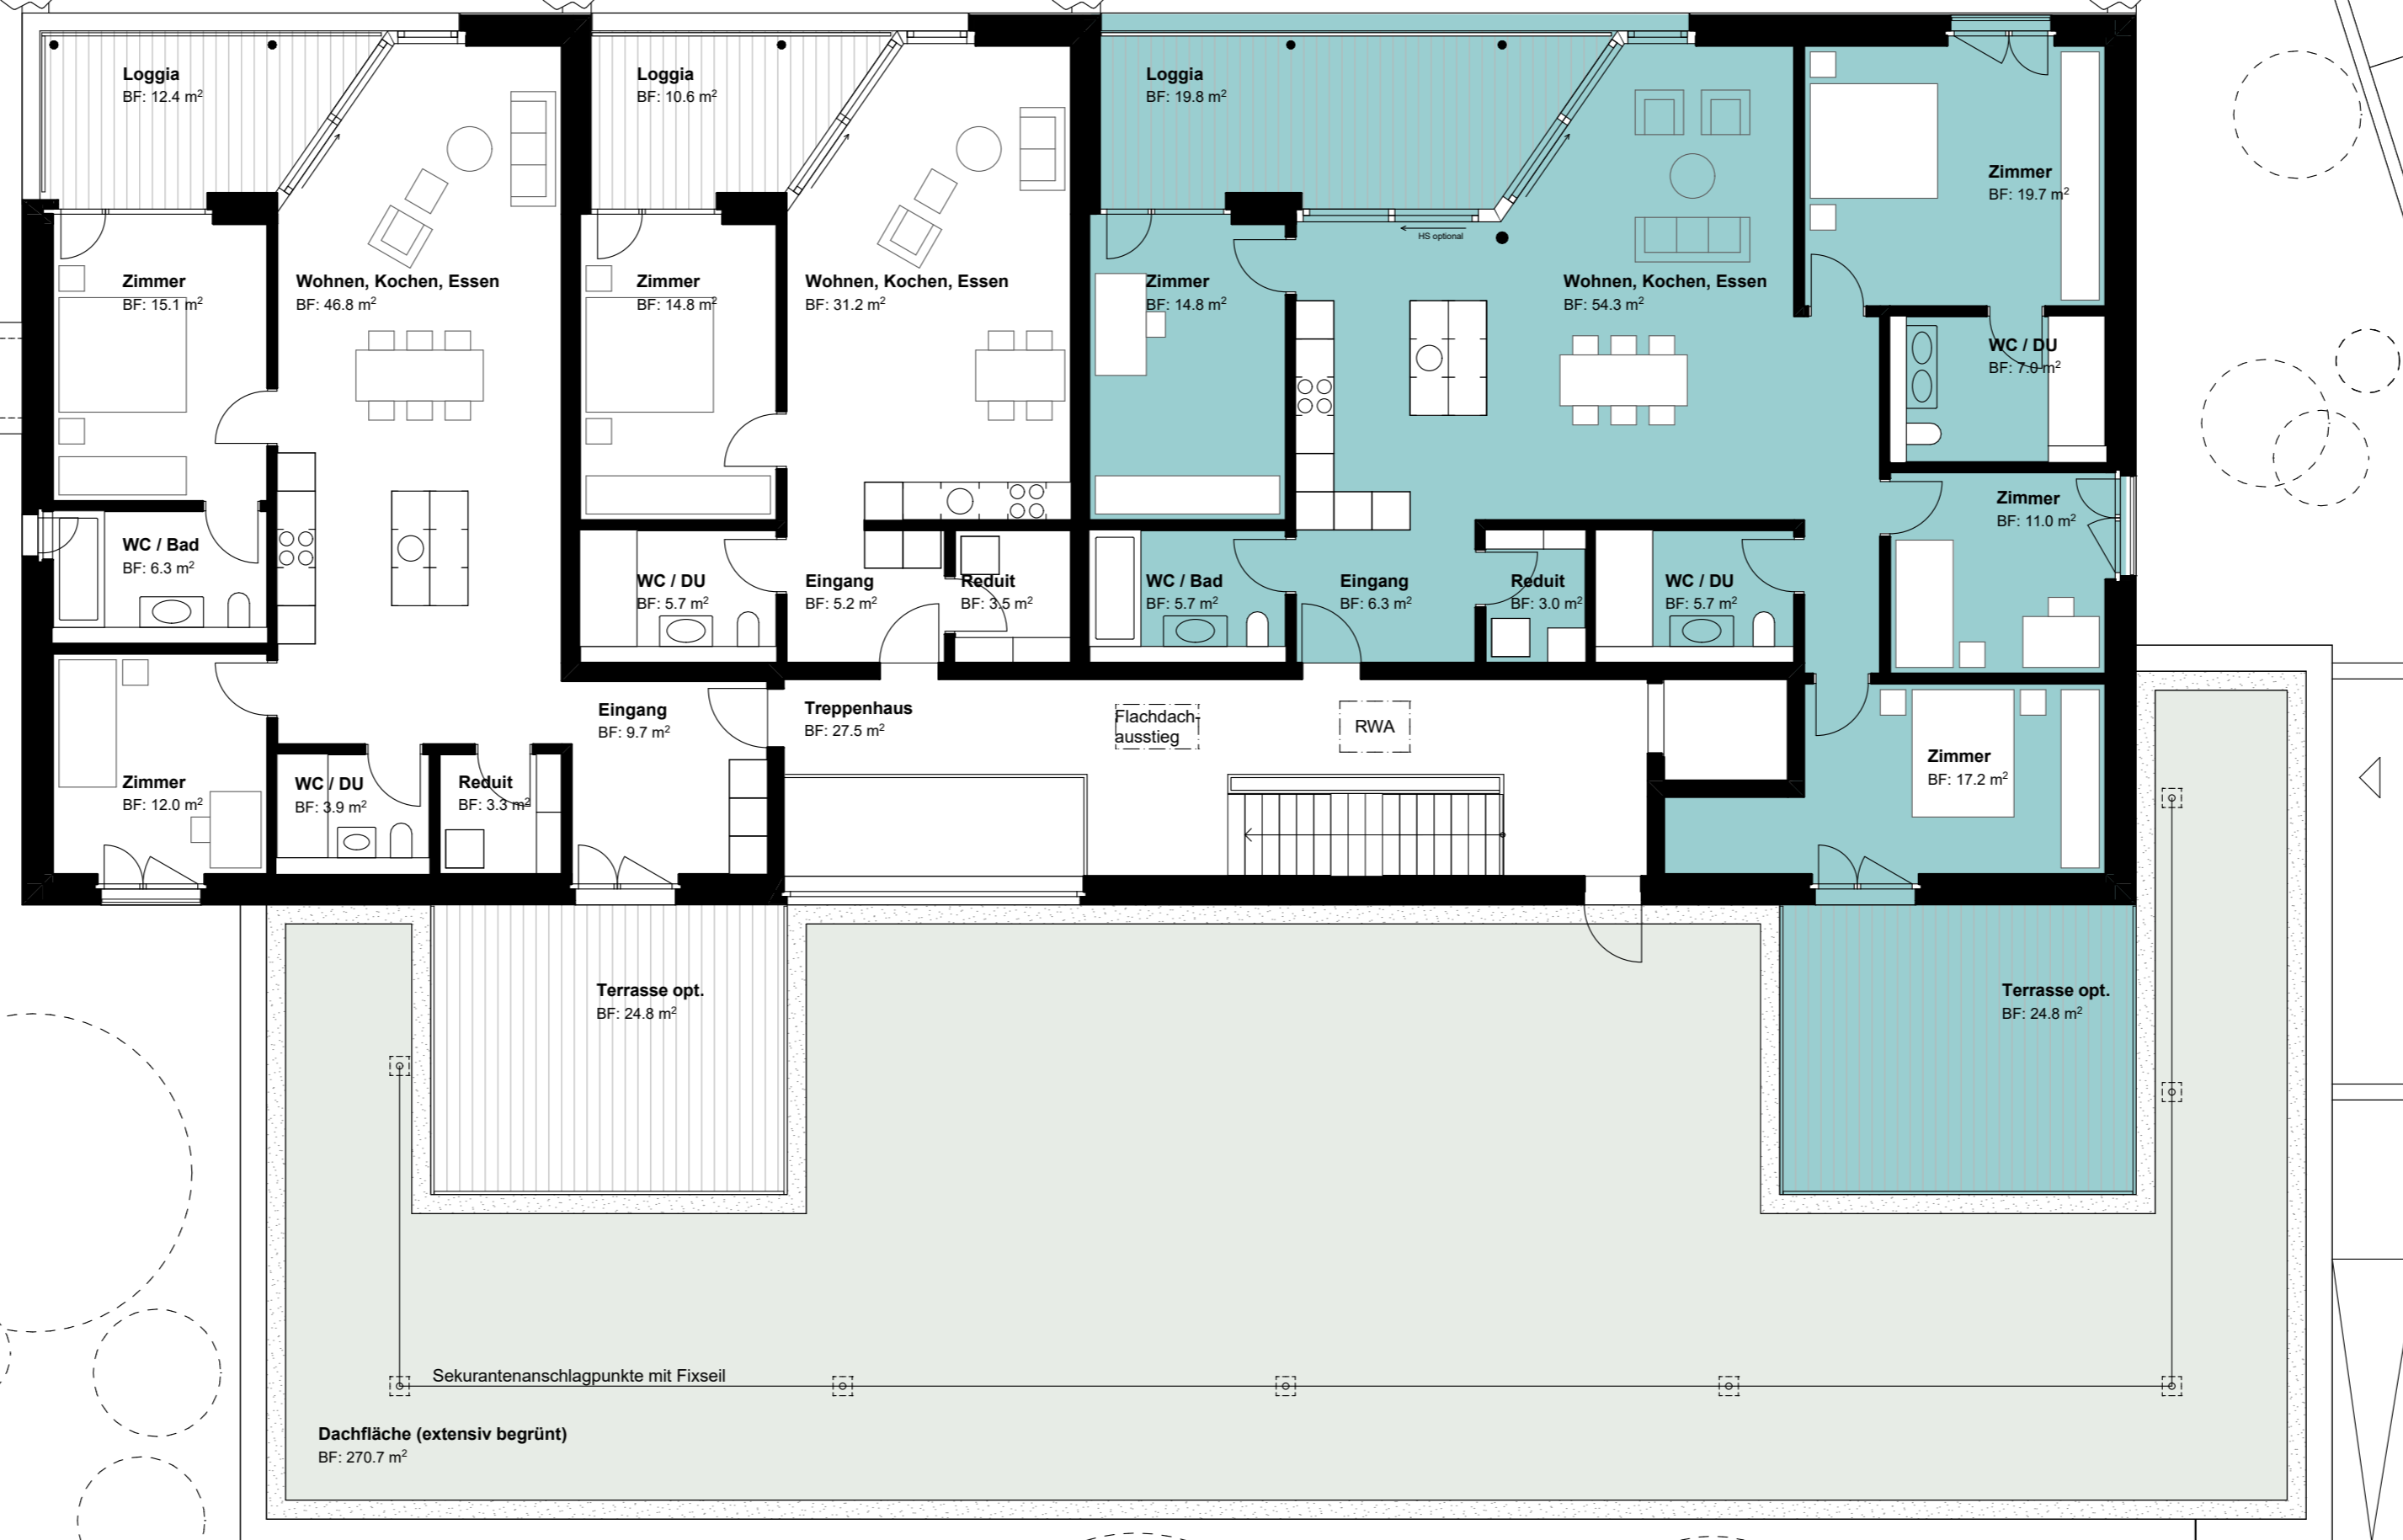 Loggia
BF: 12.4 m²
Loggia
BF: 10.6 m²
Loggia
BF: 19.8 m²
Zimmer
BF: 19.7 m²
HS optional
Zimmer
BF: 15.1 m²
Wohnen, Kochen, Essen
BF: 46.8 m²
Zimmer
BF: 14.8 m²
Wohnen, Kochen, Essen
BF: 31.2 m²
Zimmer
BF: 14.8 m²
Wohnen, Kochen, Essen
BF: 54.3 m²
WC / DU
BF: 7.0 m²
Zimmer
BF: 11.0 m²
WC / Bad
BF: 6.3 m²
WC / DU
BF: 5.7 m²
Eingang
BF: 5.2 m²
Reduit
BF: 3.5 m²
WC / Bad
BF: 5.7 m²
Eingang
BF: 6.3 m²
Reduit
BF: 3.0 m²
WC / DU
BF: 5.7 m²
Eingang
BF: 9.7 m²
Treppenhaus
BF: 27.5 m²
Flachdach-
ausstieg
RWA
Zimmer
BF: 17.2 m²
Zimmer
BF: 12.0 m²
WC / DU
BF: 3.9 m²
Reduit
BF: 3.3 m²
Terrasse opt.
BF: 24.8 m²
Terrasse opt.
BF: 24.8 m²
Sekurantenanschlagpunkte mit Fixseil
Dachfläche (extensiv begrünt)
BF: 270.7 m²